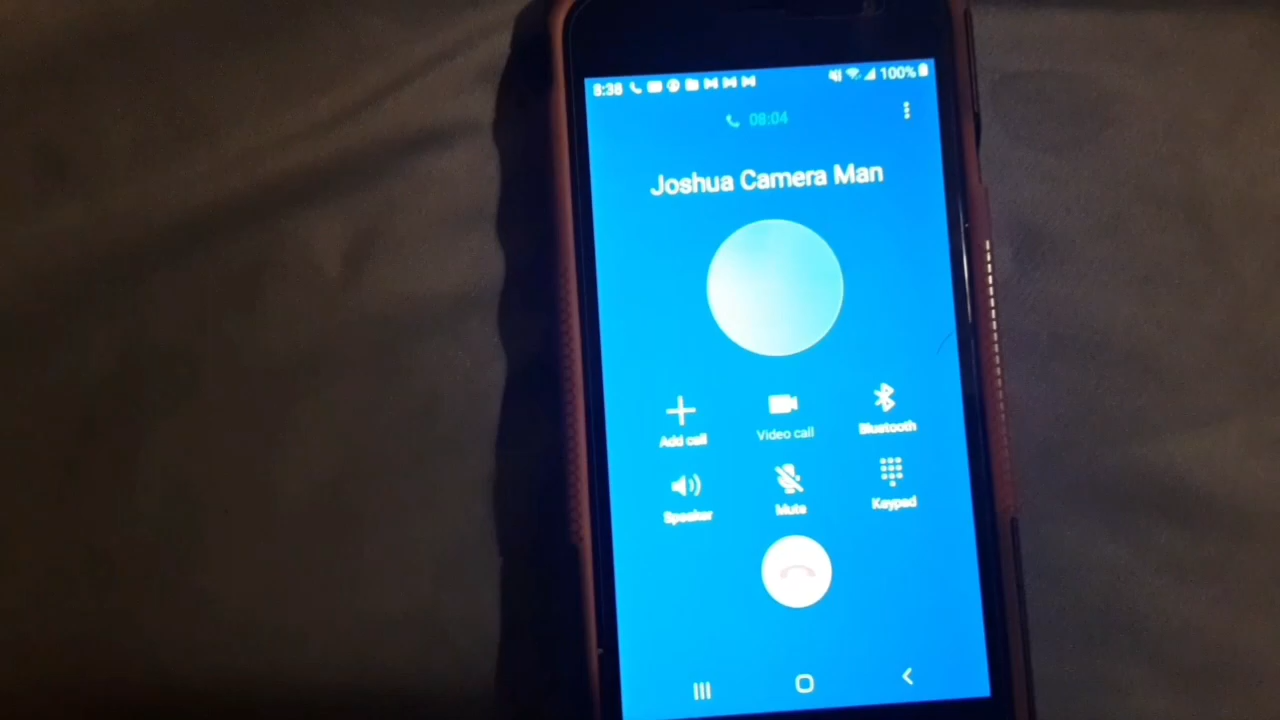 8:38 100%
08:04
Joshua Camera Man
Add call Video call Bluetooth
Speaker Mute Keypad